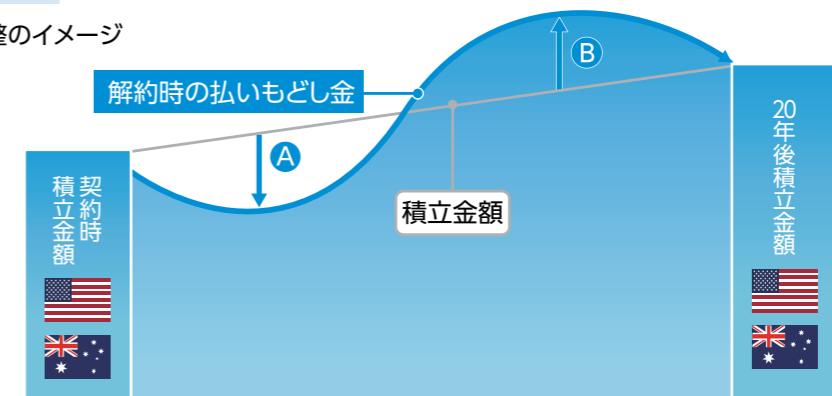 整のイメージ
解約時の払いもどし金
A
B
積立金額
契約時
積立金額
20年後積立金額